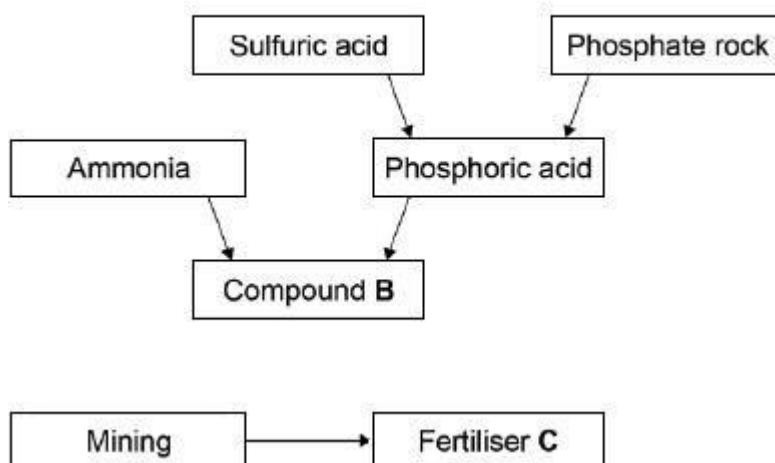 Sulfuric acid
Phosphate rock
Ammonia
Phosphoric acid
Compound B
Mining
Fertiliser C